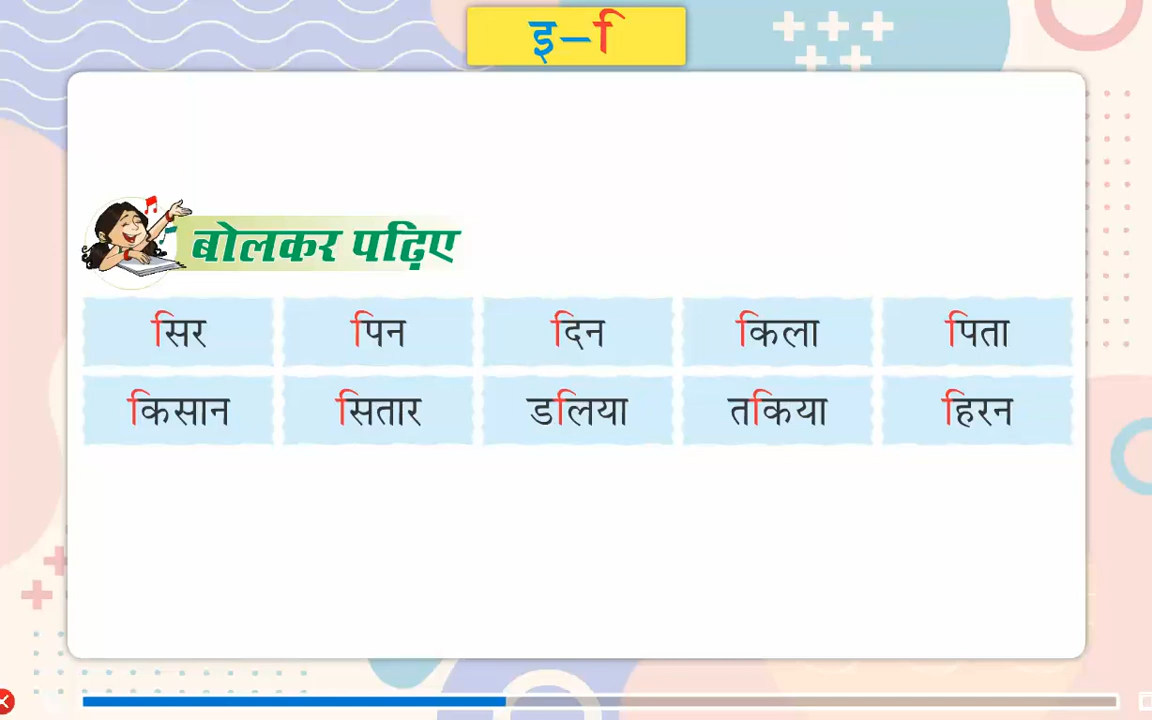 इ–ि
बोलकर पढ़िए
सिर पिन दिन किला पिता
किसान सितार डलिया तकिया हिरन